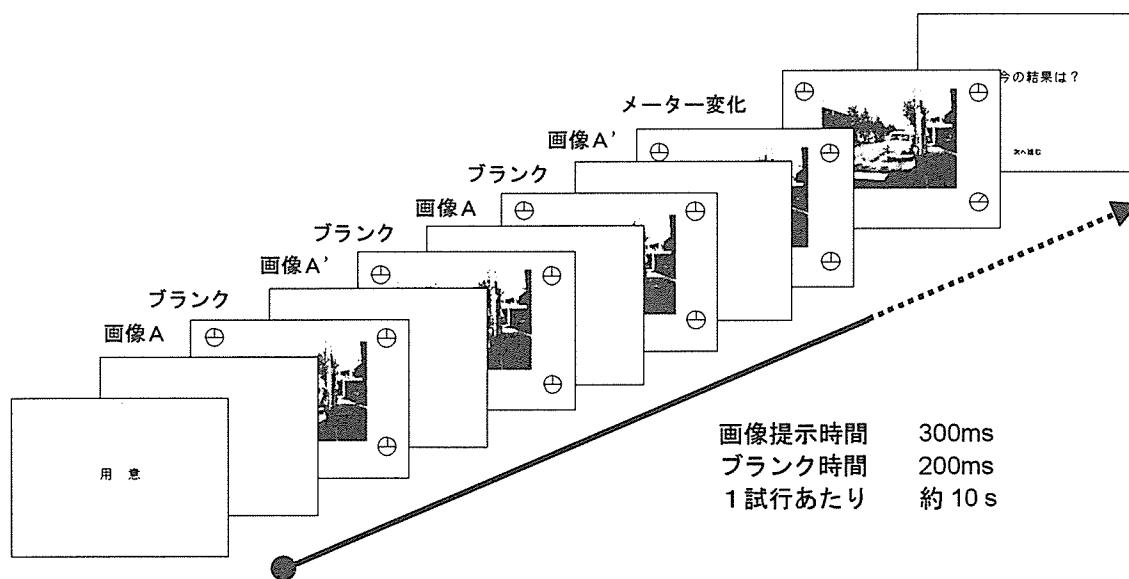 今の結果は？
次へ進む
メーター変化
画像A'
ブランク
画像A
ブランク
画像A'
ブランク
画像A
用 意
画像提示時間 300ms
ブランク時間 200ms
1試行あたり 約 10 s